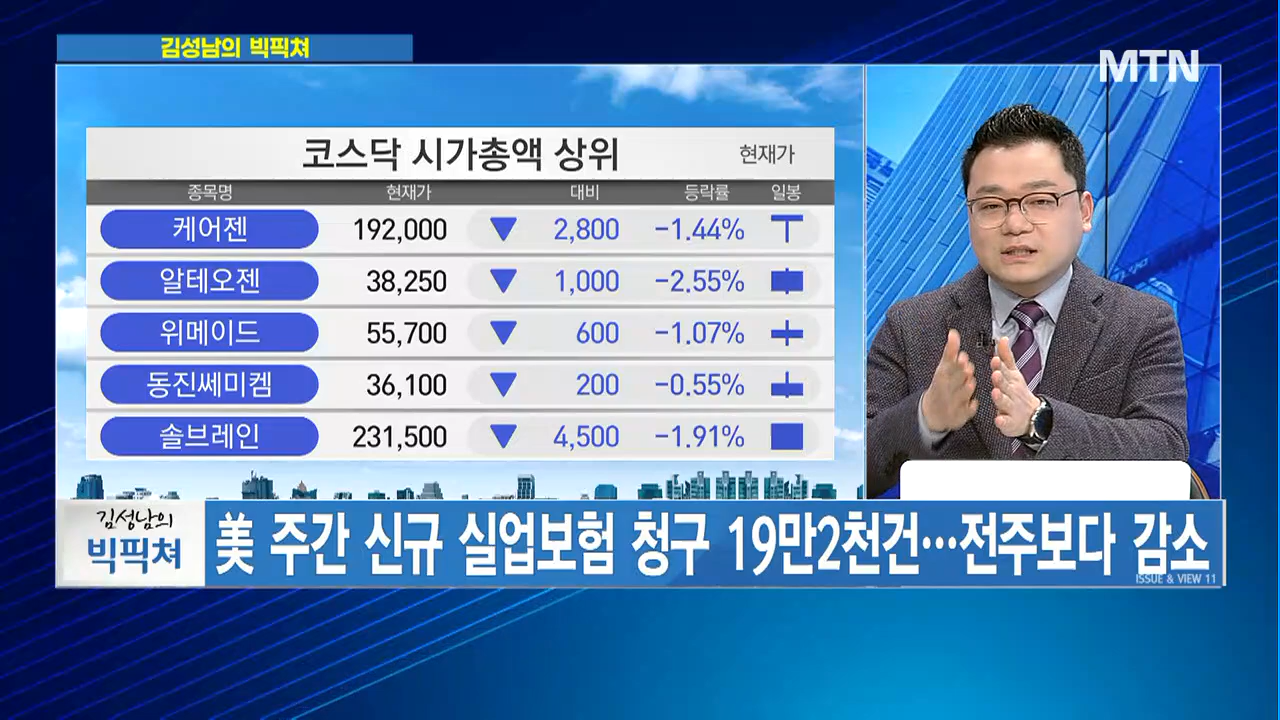 김성남의 빅픽쳐
MTN
코스닥 시가총액 상위 현재가
종목명 현재가 대비 등락률 일봉
케어젠 192,000 ▼ 2,800 -1.44%
알테오젠 38,250 ▼ 1,000 -2.55%
위메이드 55,700 ▼ 600 -1.07%
동진쎄미켐 36,100 ▼ 200 -0.55%
솔브레인 231,500 ▼ 4,500 -1.91%
김성남의
빅픽쳐
美 주간 신규 실업보험 청구 19만2천건…전주보다 감소
ISSUE & VIEW 11